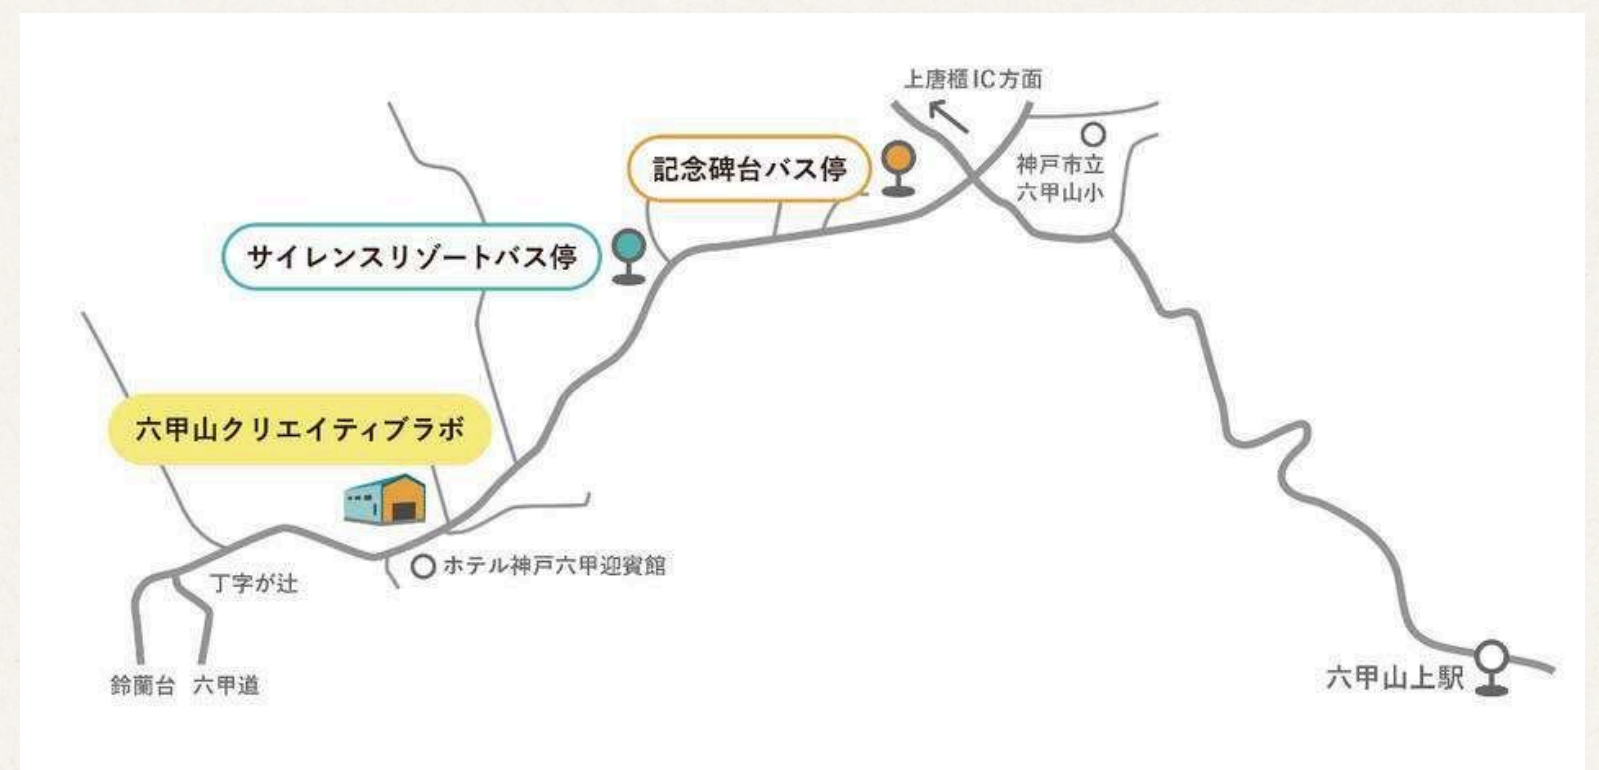 上唐櫃IC方面
記念碑台バス停
神戸市立
六甲山小
サイレンスリゾートバス停
六甲山クリエイティブラボ
ホテル神戸六甲迎賓館
丁字が辻
鈴蘭台
六甲道
六甲山上駅